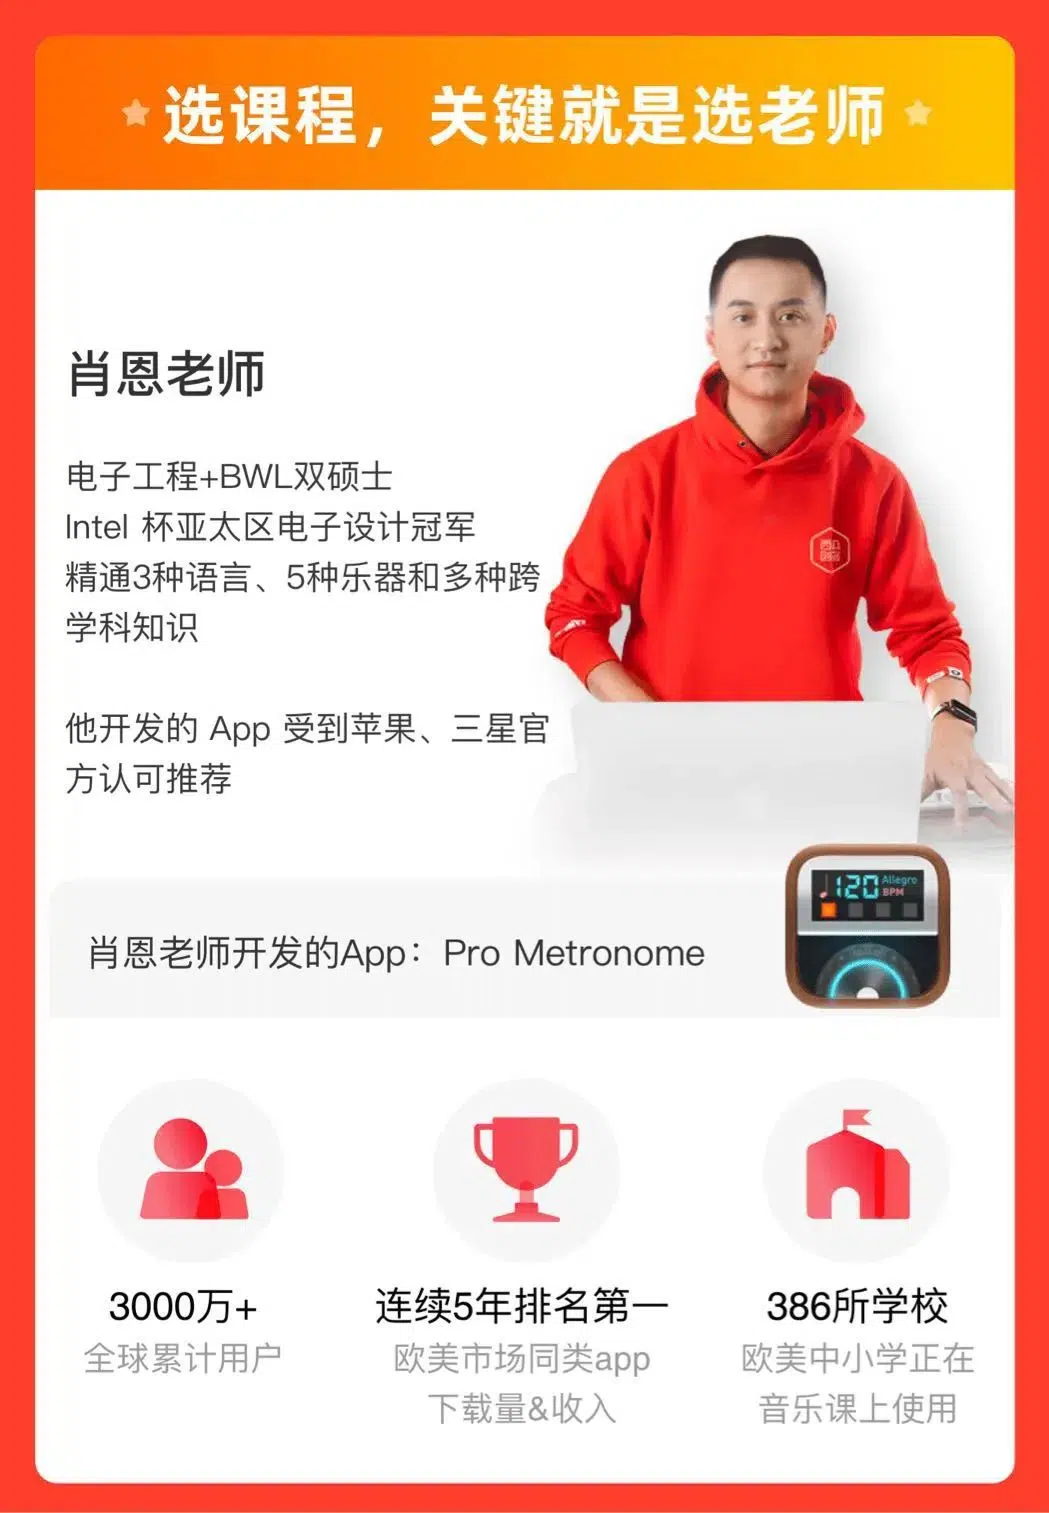 选课程，关键就是选老师
肖恩老师
电子工程+BWL双硕士
Intel 杯亚太区电子设计冠军
精通3种语言、5种乐器和多种跨
学科知识
他开发的 App 受到苹果、三星官
方认可推荐
120 Allegro
BPM
肖恩老师开发的App：Pro Metronome
3000万+
全球累计用户
连续5年排名第一
欧美市场同类app
下载量&收入
386所学校
欧美中小学正在
音乐课上使用